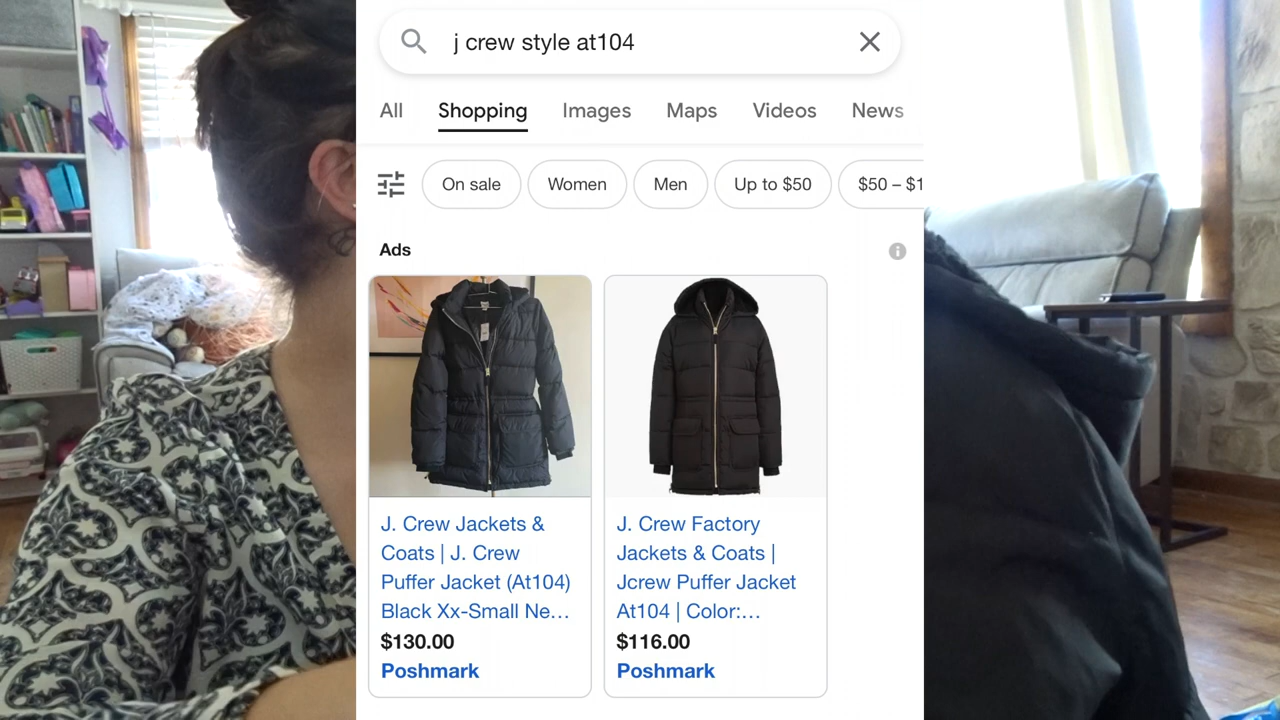 j crew style at104
All Shopping Images Maps Videos News
On sale Women Men Up to $50 $50 – $1
Ads
J. Crew Jackets &
Coats | J. Crew
Puffer Jacket (At104)
Black Xx-Small Ne…
$130.00
Poshmark
J. Crew Factory
Jackets & Coats |
Jcrew Puffer Jacket
At104 | Color:…
$116.00
Poshmark